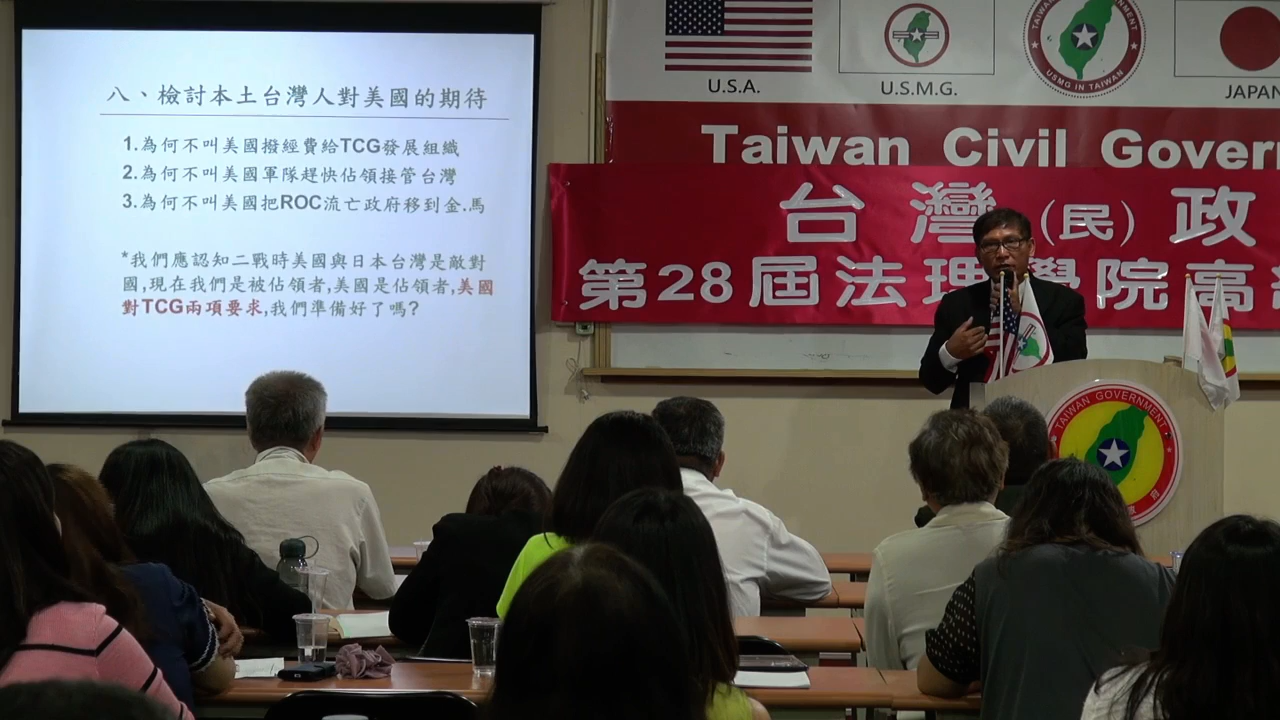 八、檢討本土台灣人對美國的期待
1.為何不叫美國撥經費給TCG發展組織
2.為何不叫美國軍隊趕快佔領接管台灣
3.為何不叫美國把ROC流亡政府移到金.馬
*我們應認知二戰時美國與日本台灣是敵對
國,現在我們是被佔領者,美國是佔領者,美國
對TCG兩項要求,我們準備好了嗎?
U.S.A.
U.S.M.G.
TAIWAN GOVERNMENT
USMG IN TAIWAN
JAPAN
Taiwan Civil Govern
台灣(民)政
第28屆法理學院高
TAIWAN GOVERNMENT